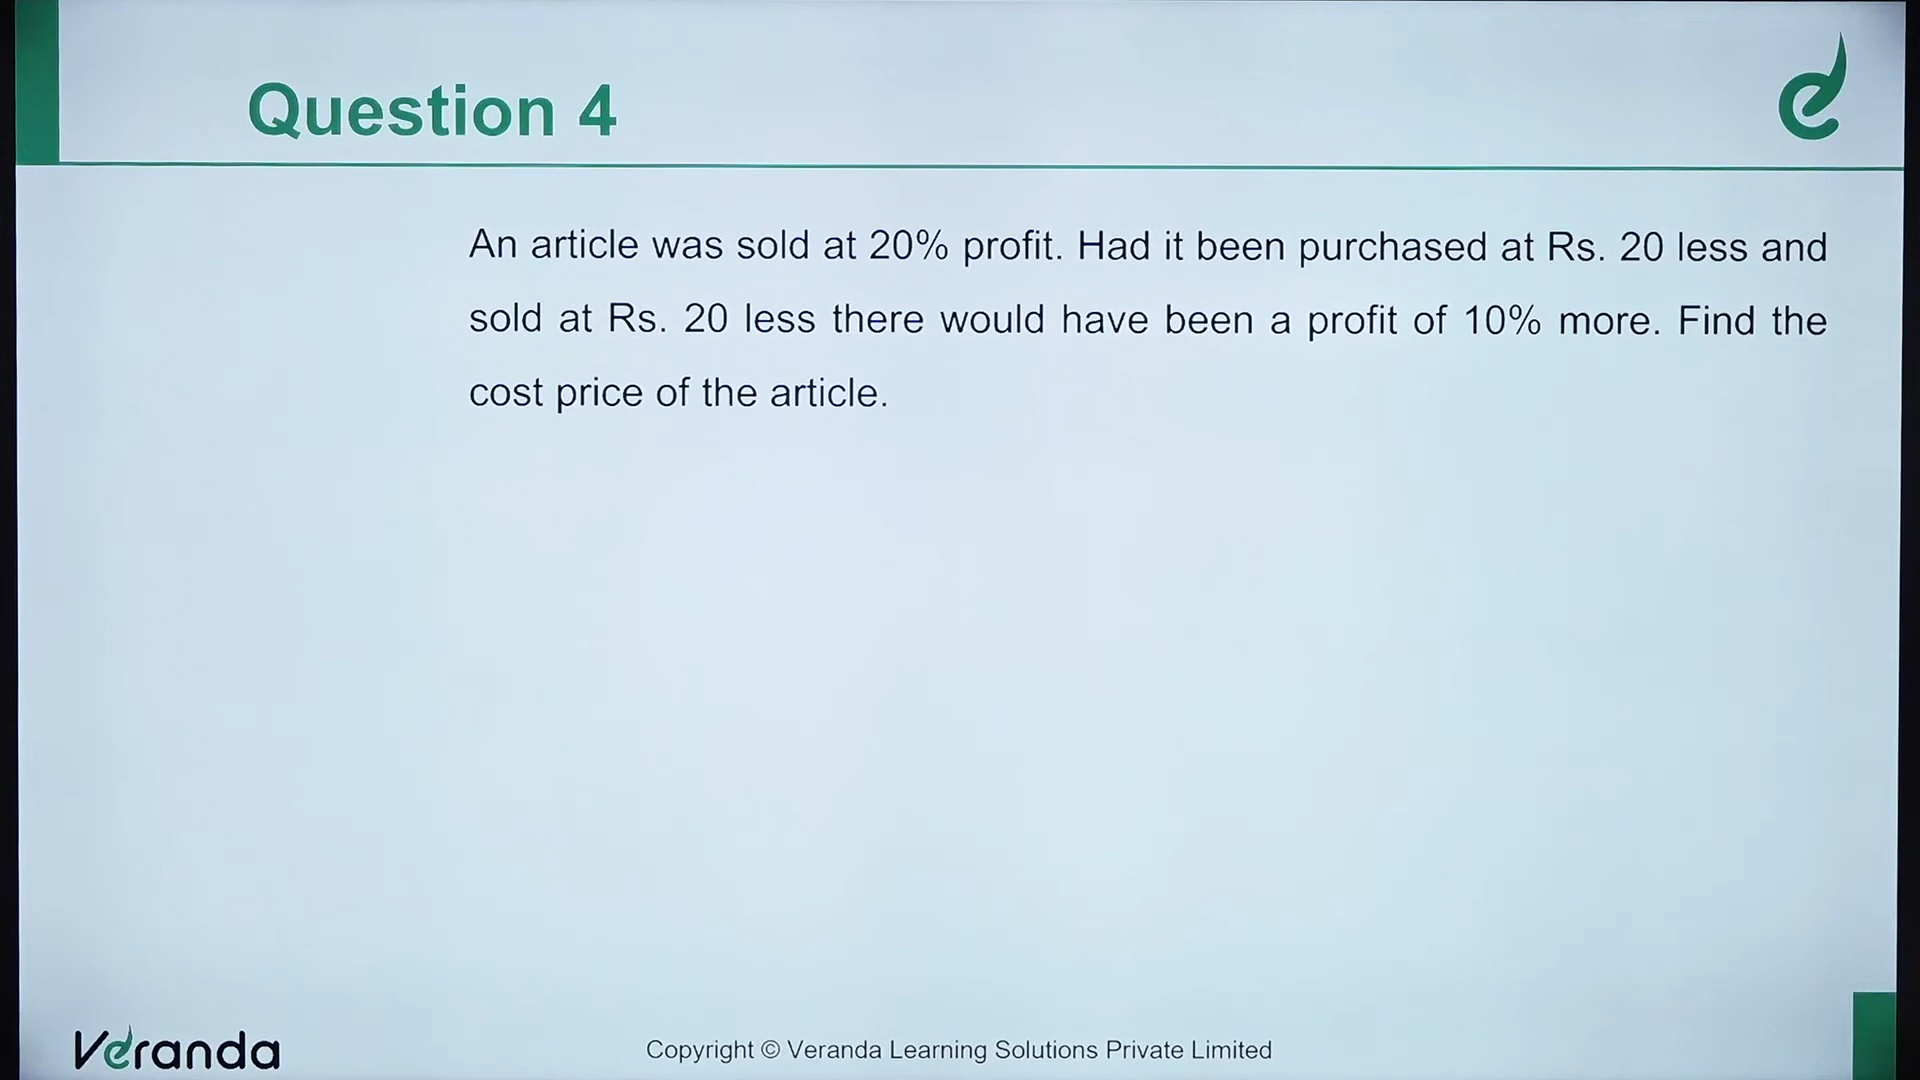 Question 4
An article was sold at 20% profit. Had it been purchased at Rs. 20 less and
sold at Rs. 20 less there would have been a profit of 10% more. Find the
cost price of the article.
Veranda
Copyright © Veranda Learning Solutions Private Limited